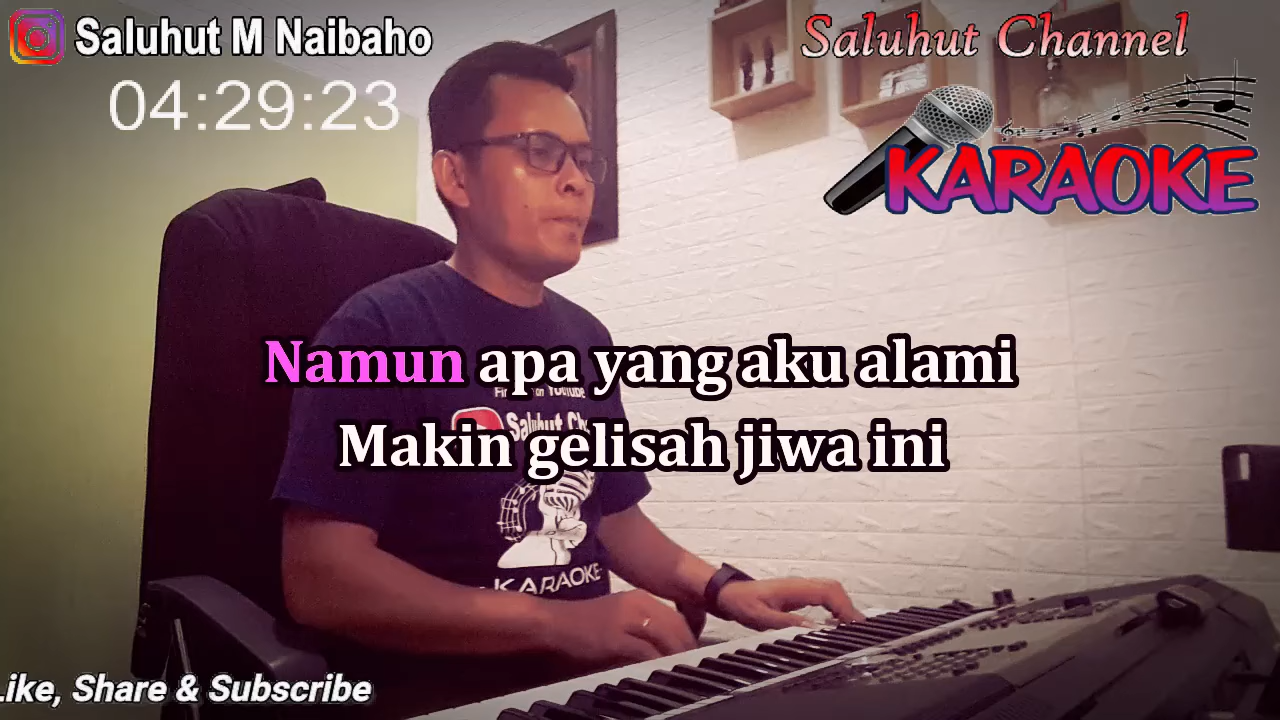 Saluhut M Naibaho
Saluhut Channel
04:29:23
KARAOKE
Namun apa yang aku alami
Makin gelisah jiwa ini
KARAOKE
Like, Share & Subscribe